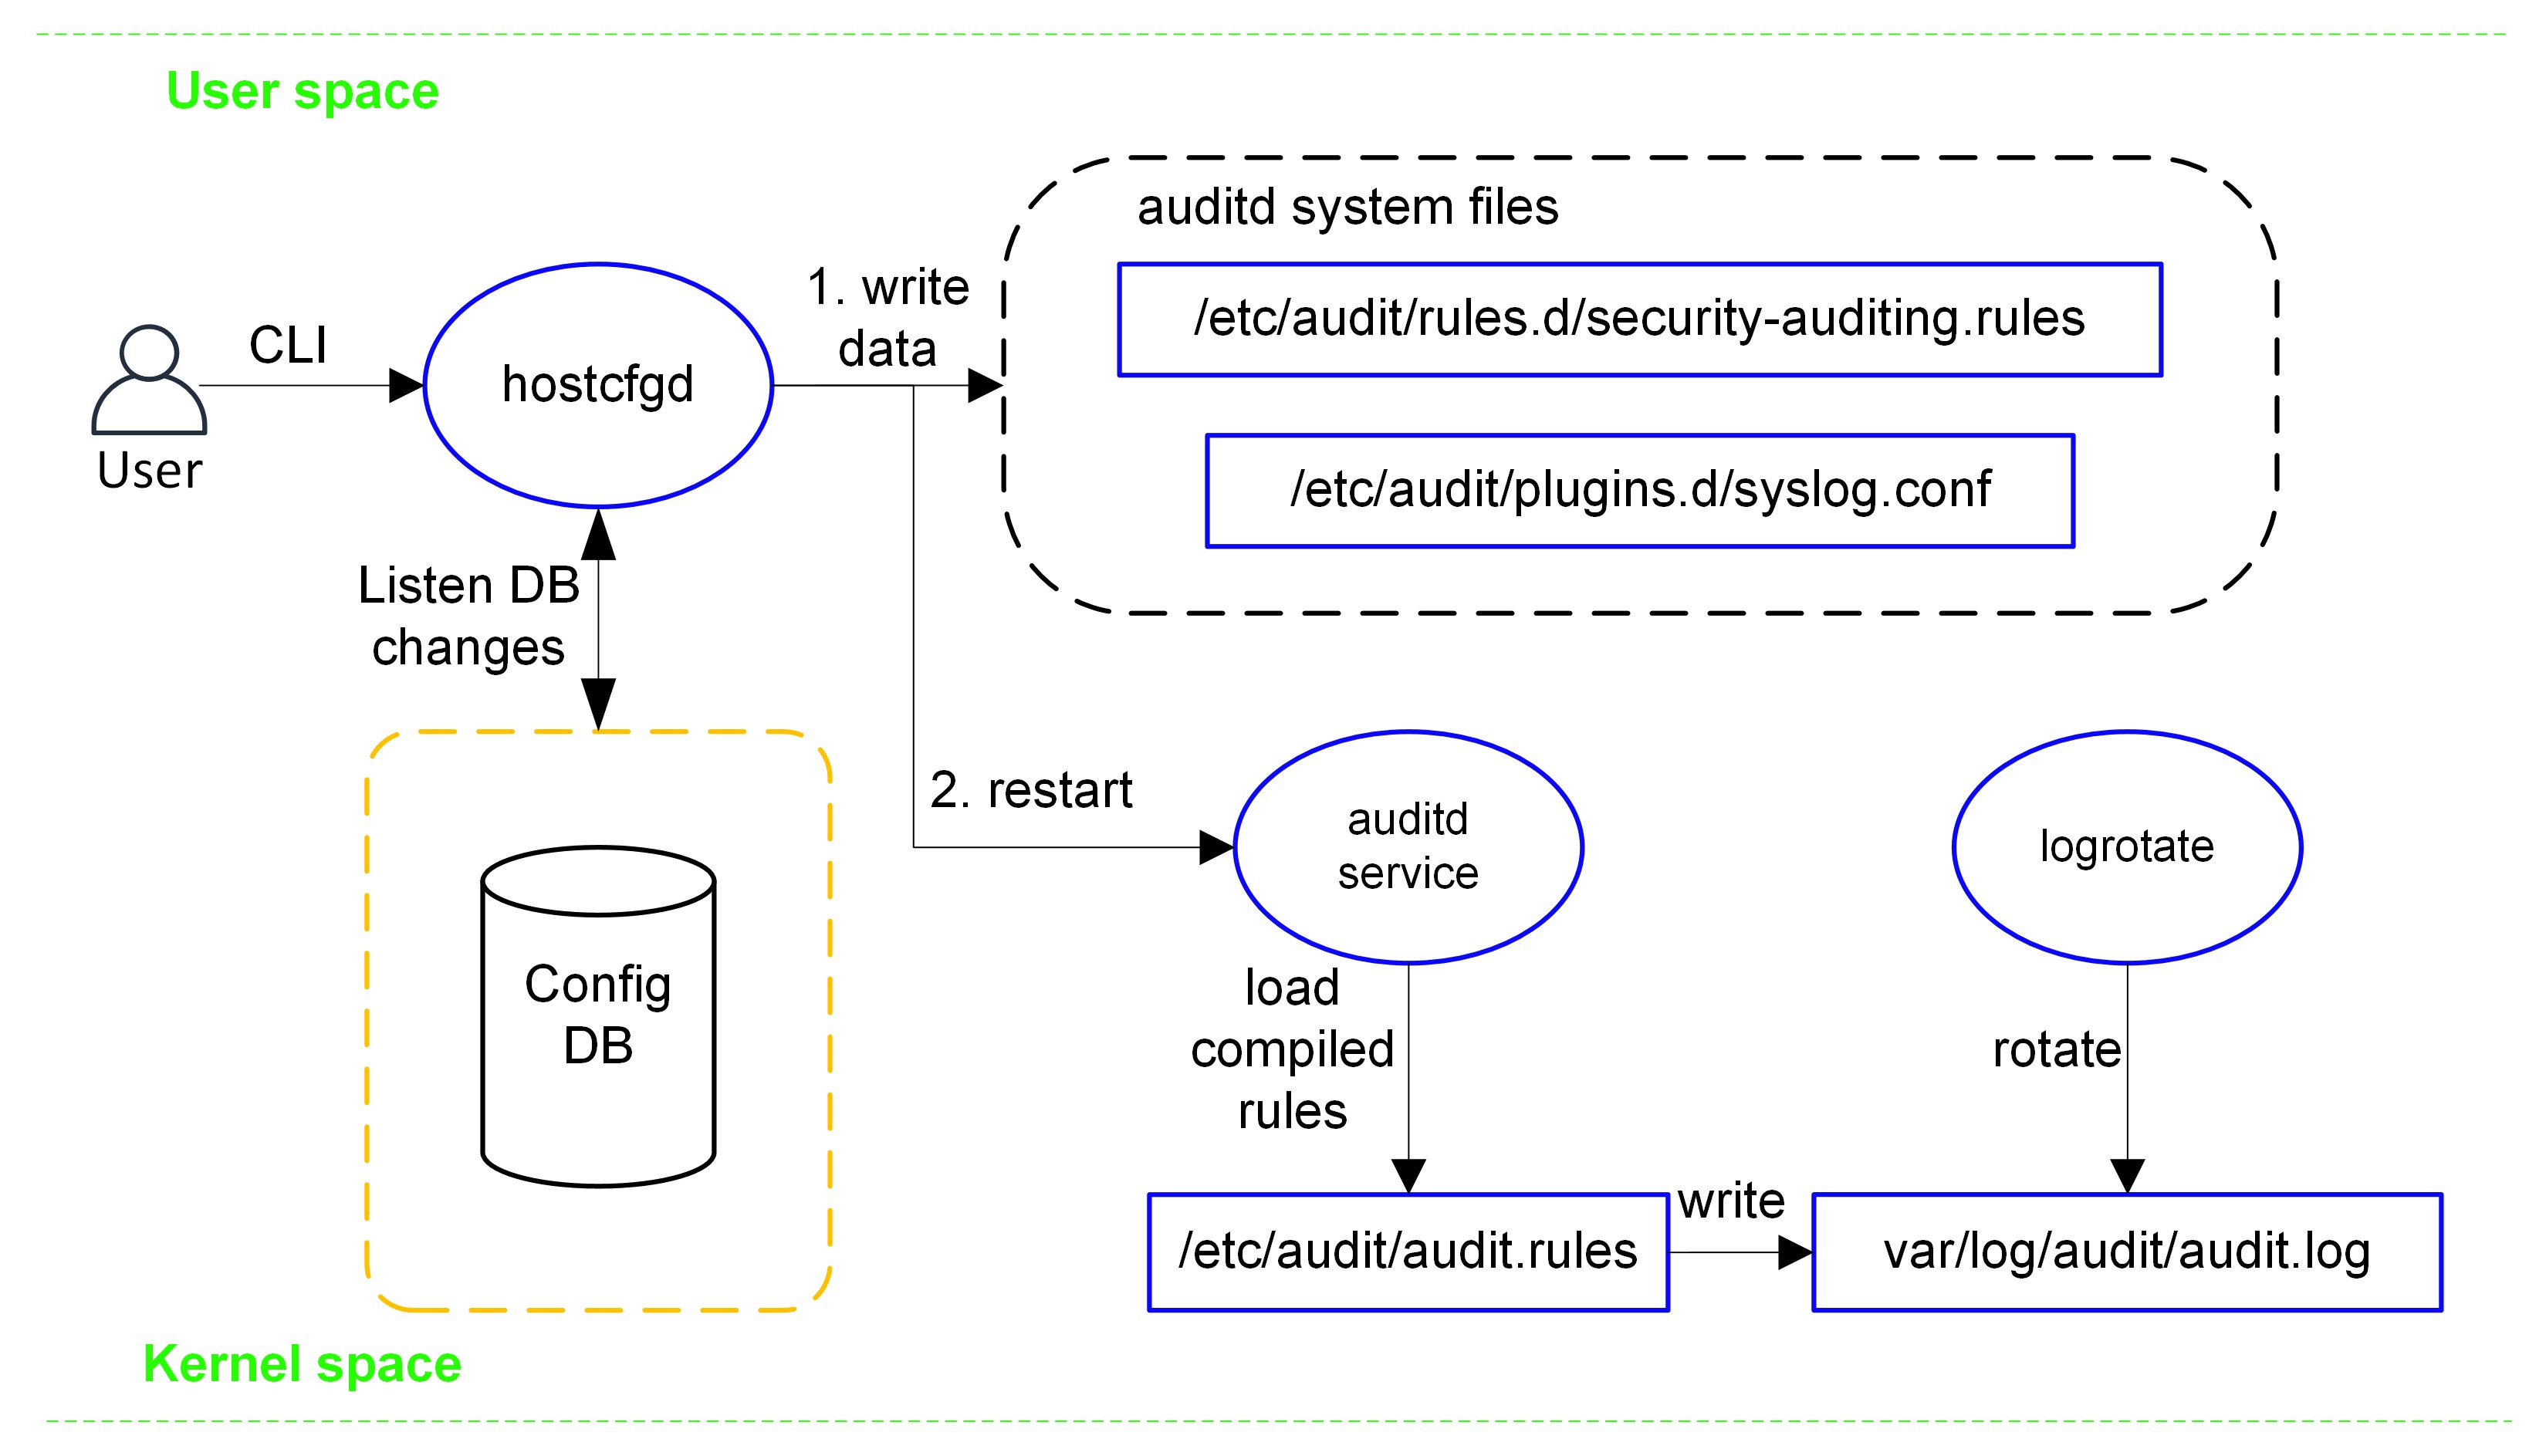 User space
auditd system files
/etc/audit/rules.d/security-auditing.rules
/etc/audit/plugins.d/syslog.conf
1. write
data
CLI
hostcfgd
User
Listen DB
changes
2. restart
auditd
service
logrotate
Config
DB
load
compiled
rules
rotate
/etc/audit/audit.rules
write
var/log/audit/audit.log
Kernel space